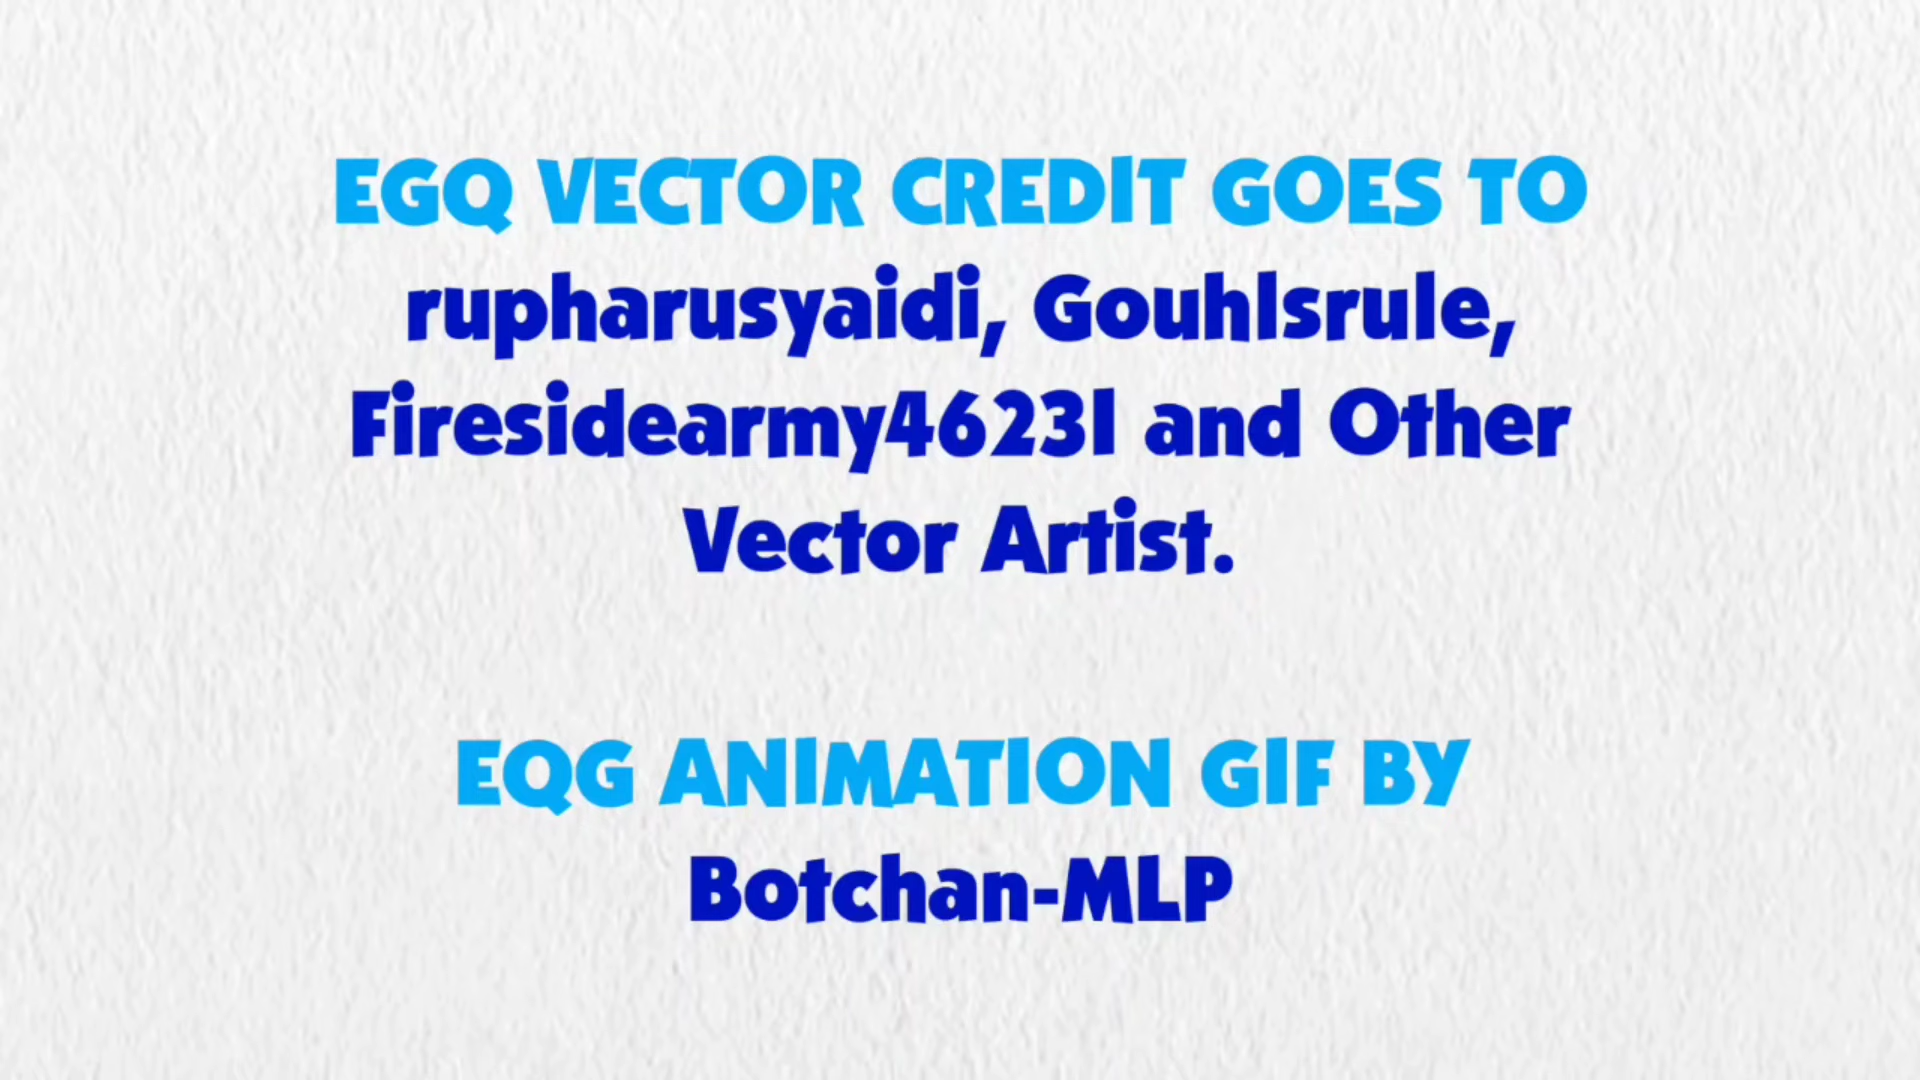 EGQ VECTOR CREDIT GOES TO
rupharusyaidi, Gouhlsrule,
Firesidearmy46231 and Other
Vector Artist.
EQG ANIMATION GIF BY
Botchan-MLP